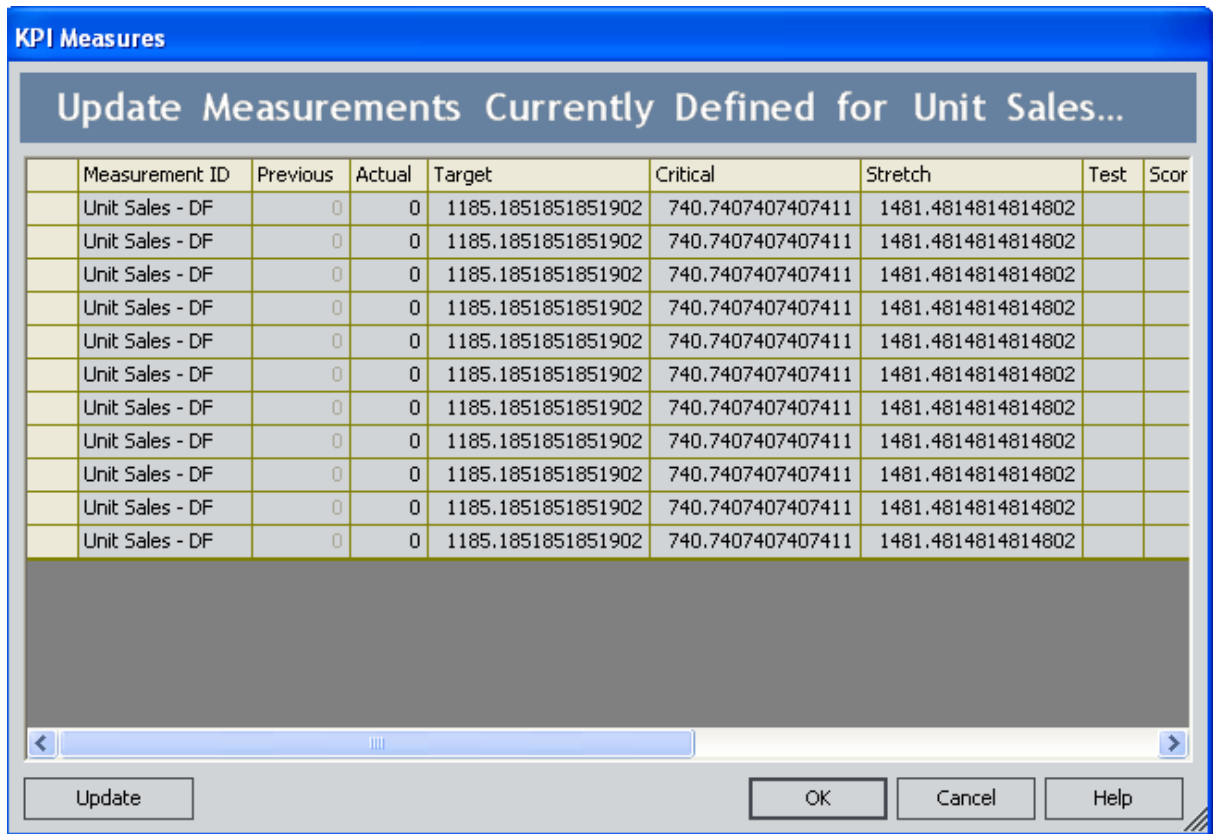 KPI Measures
Update Measurements Currently Defined for Unit Sales...
Measurement ID Previous Actual Target Critical Stretch Test Scor
Unit Sales - DF 0 0 1185.1851851851902 740.7407407407411 1481.4814814814802
Unit Sales - DF 0 0 1185.1851851851902 740.7407407407411 1481.4814814814802
Unit Sales - DF 0 0 1185.1851851851902 740.7407407407411 1481.4814814814802
Unit Sales - DF 0 0 1185.1851851851902 740.7407407407411 1481.4814814814802
Unit Sales - DF 0 0 1185.1851851851902 740.7407407407411 1481.4814814814802
Unit Sales - DF 0 0 1185.1851851851902 740.7407407407411 1481.4814814814802
Unit Sales - DF 0 0 1185.1851851851902 740.7407407407411 1481.4814814814802
Unit Sales - DF 0 0 1185.1851851851902 740.7407407407411 1481.4814814814802
Unit Sales - DF 0 0 1185.1851851851902 740.7407407407411 1481.4814814814802
Unit Sales - DF 0 0 1185.1851851851902 740.7407407407411 1481.4814814814802
Unit Sales - DF 0 0 1185.1851851851902 740.7407407407411 1481.4814814814802
Update OK Cancel Help